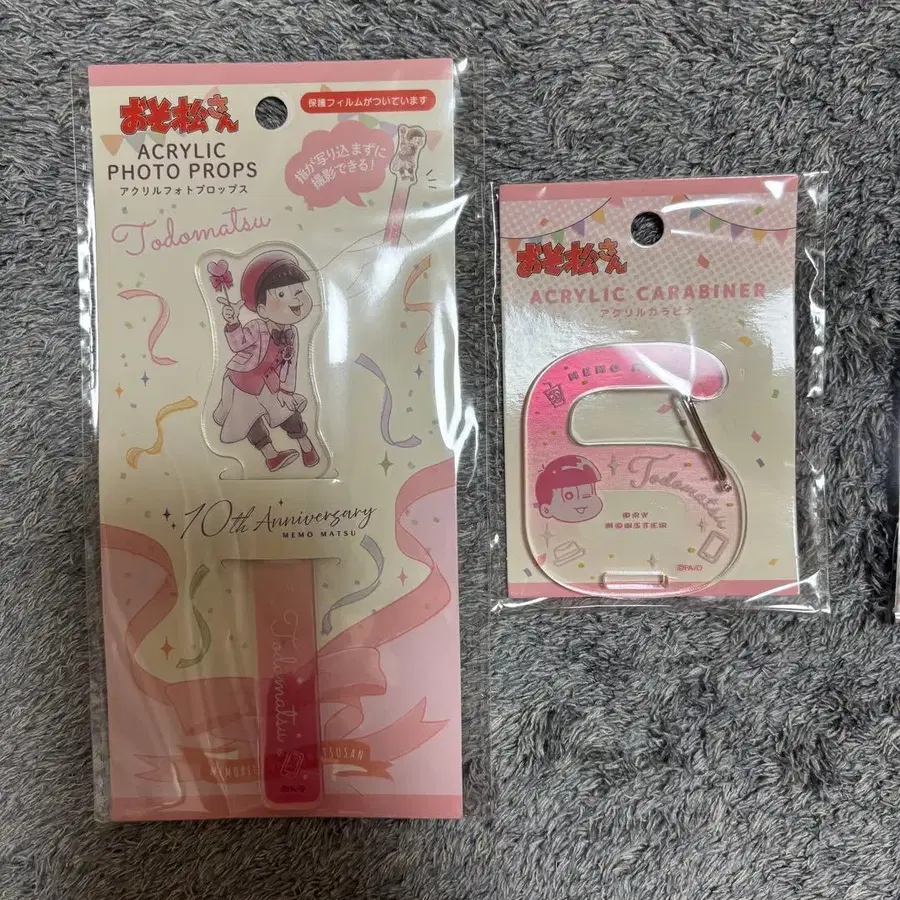 おそ松さん
保護フィルムがついています
ACRYLIC
PHOTO PROPS
アクリルフォトプロップス
指が写り込まずに
撮影できる!
Todomatsu
10th Anniversary
MEMO MATSU
Todomatsu
TSUSAN
おそ松さん
ACRYLIC CARABINER
アクリルカラビナ
MEMO
Todomatsu
DRY
MONSTER